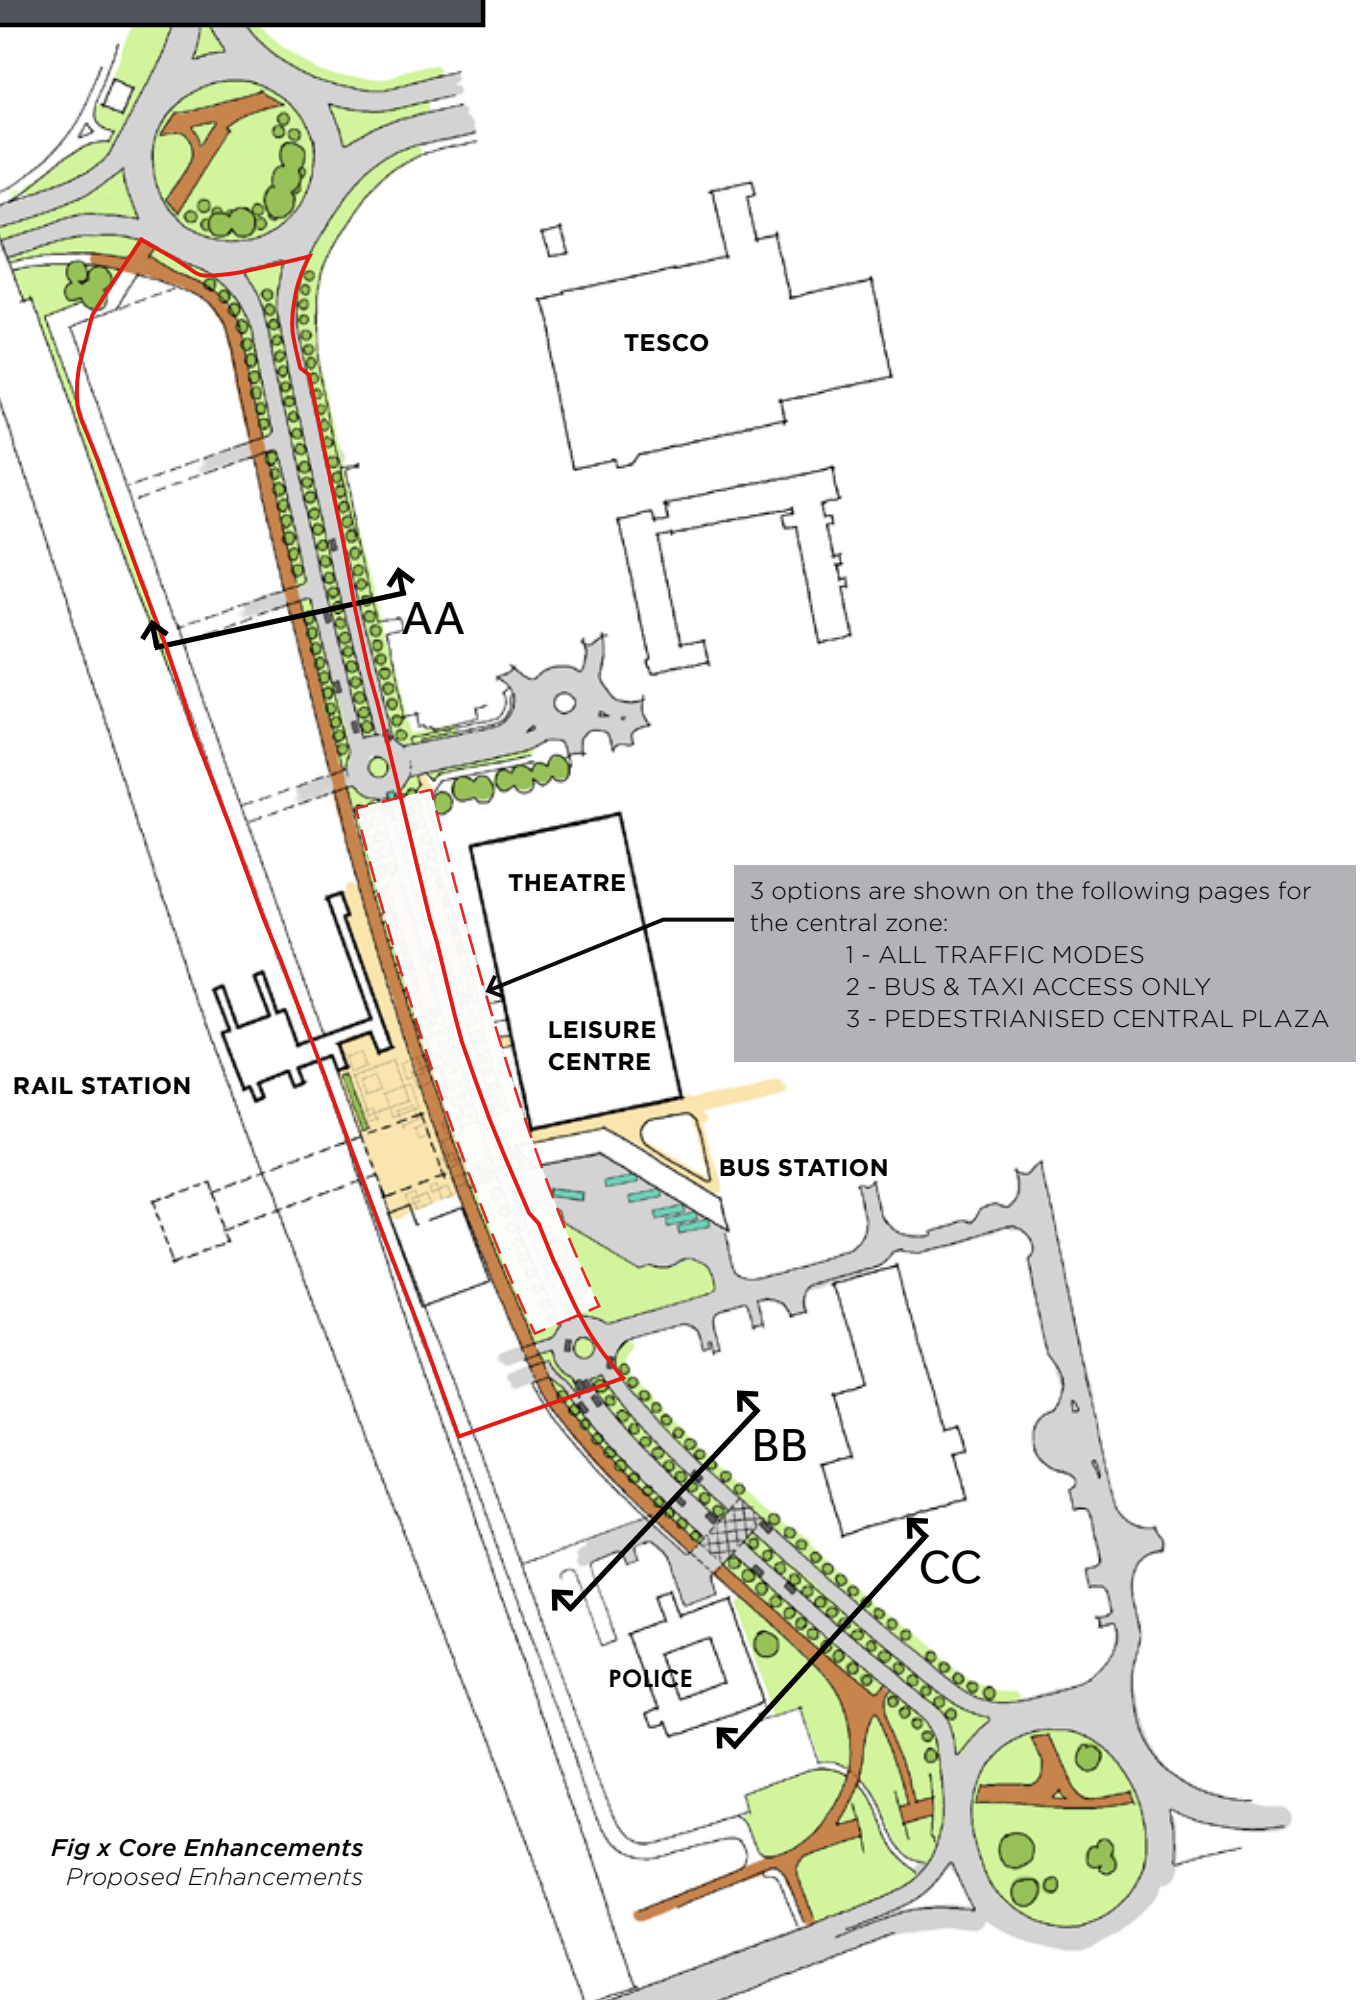 TESCO
AA
THEATRE
3 options are shown on the following pages for
the central zone:
1 - ALL TRAFFIC MODES
2 - BUS & TAXI ACCESS ONLY
3 - PEDESTRIANISED CENTRAL PLAZA
LEISURE
CENTRE
RAIL STATION
BUS STATION
BB
CC
POLICE
Fig x Core Enhancements
Proposed Enhancements